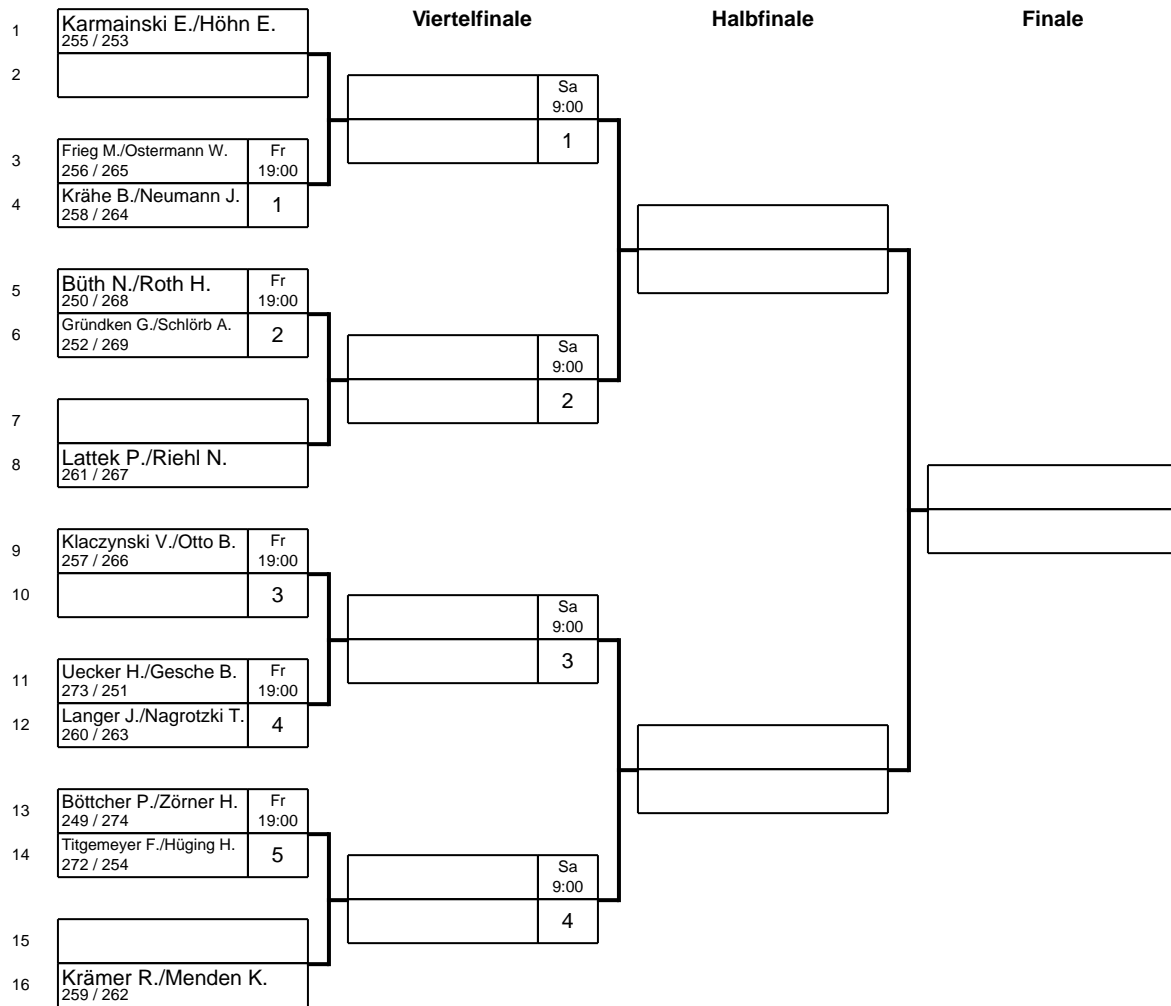 Viertelfinale
Halbfinale
Finale
1
Karmainski E./Höhn E.
255 / 253
2
Sa
9:00
1
3
Frieg M./Ostermann W.
256 / 265
Fr
19:00
4
Krähe B./Neumann J.
258 / 264
1
5
Büth N./Roth H.
250 / 268
Fr
19:00
6
Gründken G./Schlörb A.
252 / 269
2
Sa
9:00
2
7
8
Lattek P./Riehl N.
261 / 267
9
Klaczynski V./Otto B.
257 / 266
Fr
19:00
10
3
Sa
9:00
3
11
Uecker H./Gesche B.
273 / 251
Fr
19:00
12
Langer J./Nagrotzki T.
260 / 263
4
13
Böttcher P./Zörner H.
249 / 274
Fr
19:00
14
Titgemeyer F./Hüging H.
272 / 254
5
Sa
9:00
4
15
16
Krämer R./Menden K.
259 / 262